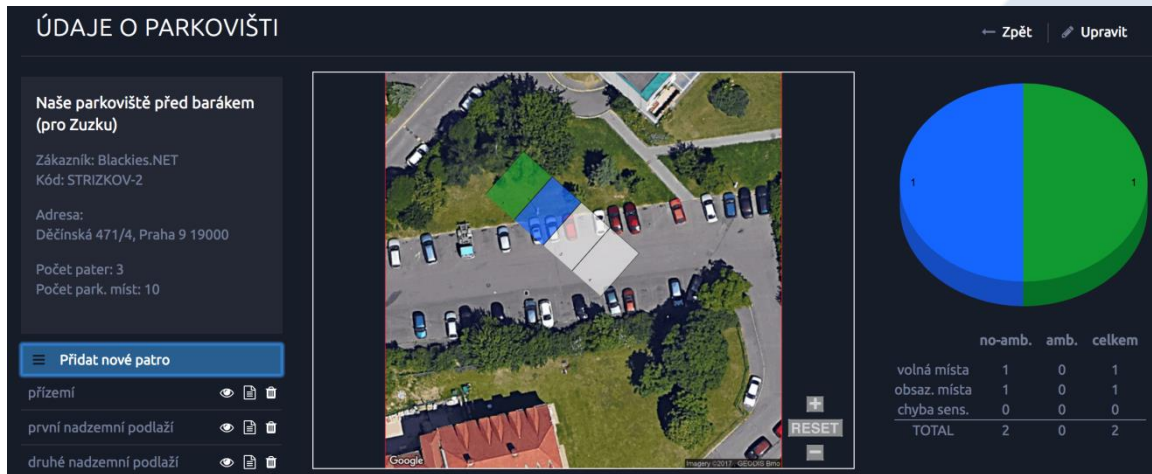 ÚDAJE O PARKOVIŠTI
← Zpět
Upravit
Naše parkoviště před barákem
(pro Zuzku)
Zákazník: Blackies.NET
Kód: STRIZKOV-2
Adresa:
Děčínská 471/4, Praha 9 19000
Počet pater: 3
Počet park. míst: 10
Přidat nové patro
přízemí
první nadzemní podlaží
druhé nadzemní podlaží
+
RESET
−
Google
Imagery ©2017 GEODIS Brno
1 1
no-amb. amb. celkem
volná místa 1 0 1
obsaz. místa 1 0 1
chyba sens. 0 0 0
TOTAL 2 0 2